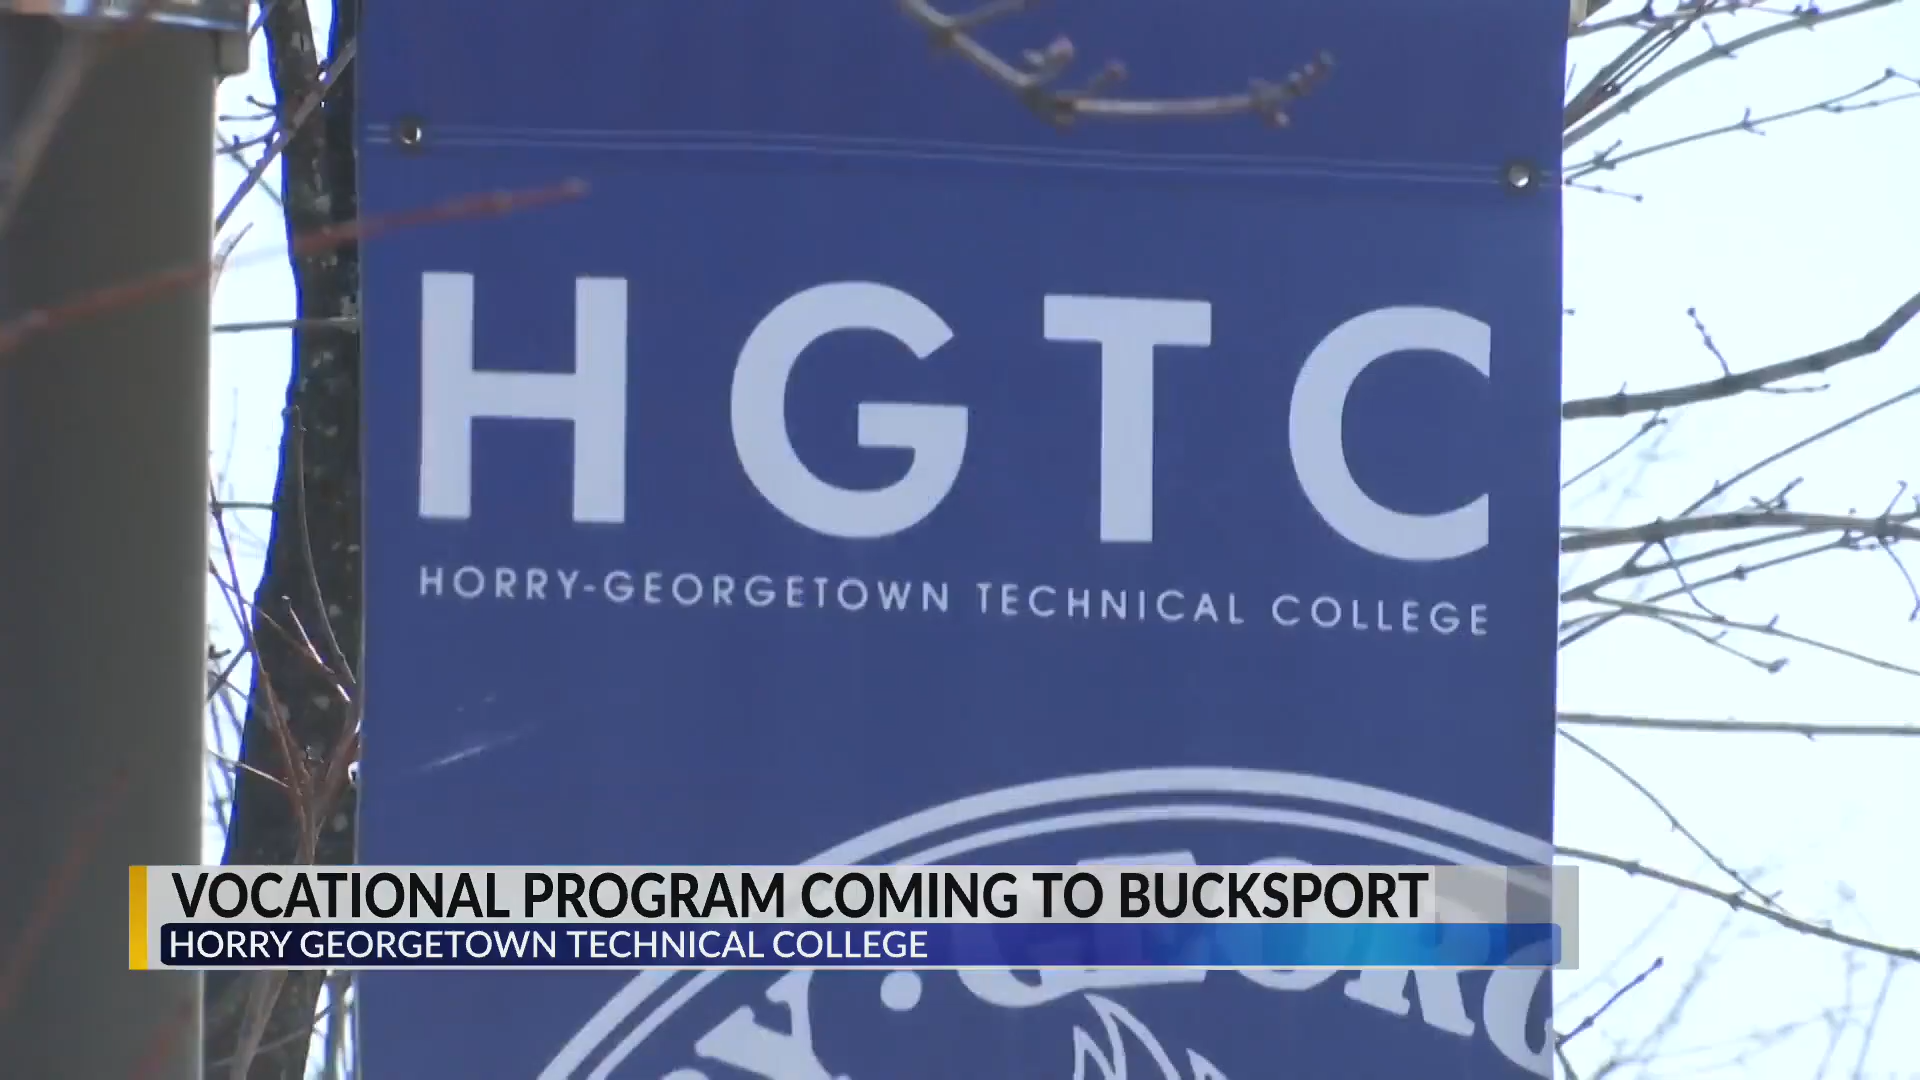 HGTC
HORRY-GEORGETOWN TECHNICAL COLLEGE
VOCATIONAL PROGRAM COMING TO BUCKSPORT
HORRY GEORGETOWN TECHNICAL COLLEGE